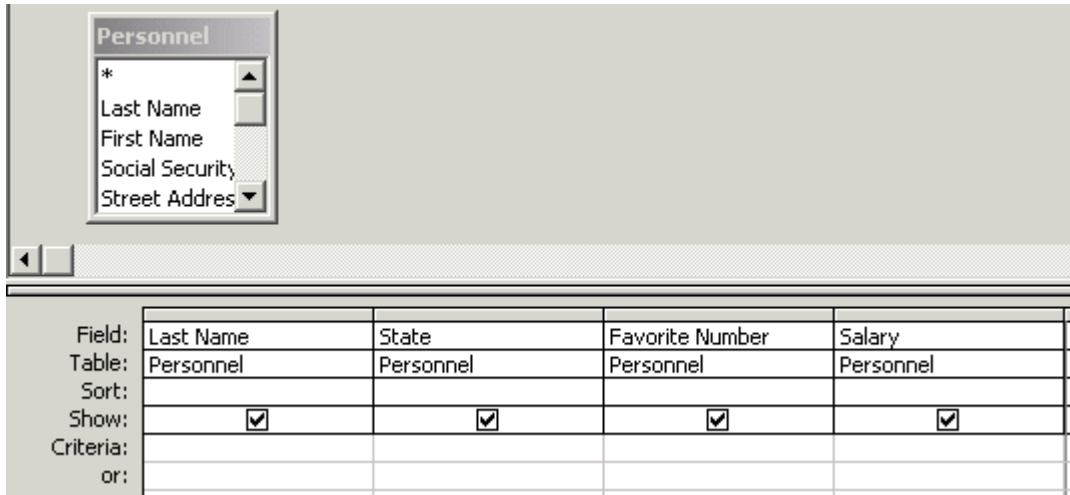 Personnel
*
Last Name
First Name
Social Security
Street Addres
Field: Last Name State Favorite Number Salary
Table: Personnel Personnel Personnel Personnel
Sort:
Show:
Criteria:
or: